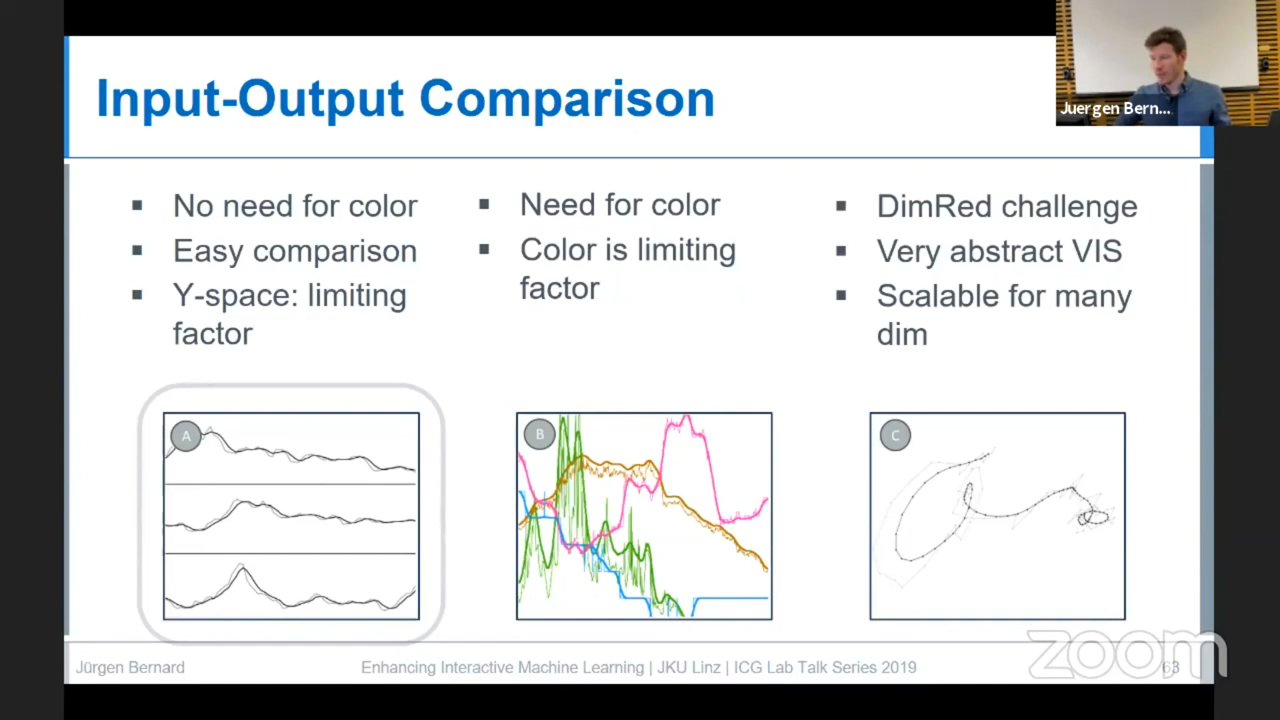 Input-Output Comparison
Juergen Bern...
▪ No need for color
▪ Easy comparison
▪ Y-space: limiting
factor
▪ Need for color
▪ Color is limiting
factor
▪ DimRed challenge
▪ Very abstract VIS
▪ Scalable for many
dim
A
B
C
Jürgen Bernard
Enhancing Interactive Machine Learning | JKU Linz | ICG Lab Talk Series 2019
63
zoom